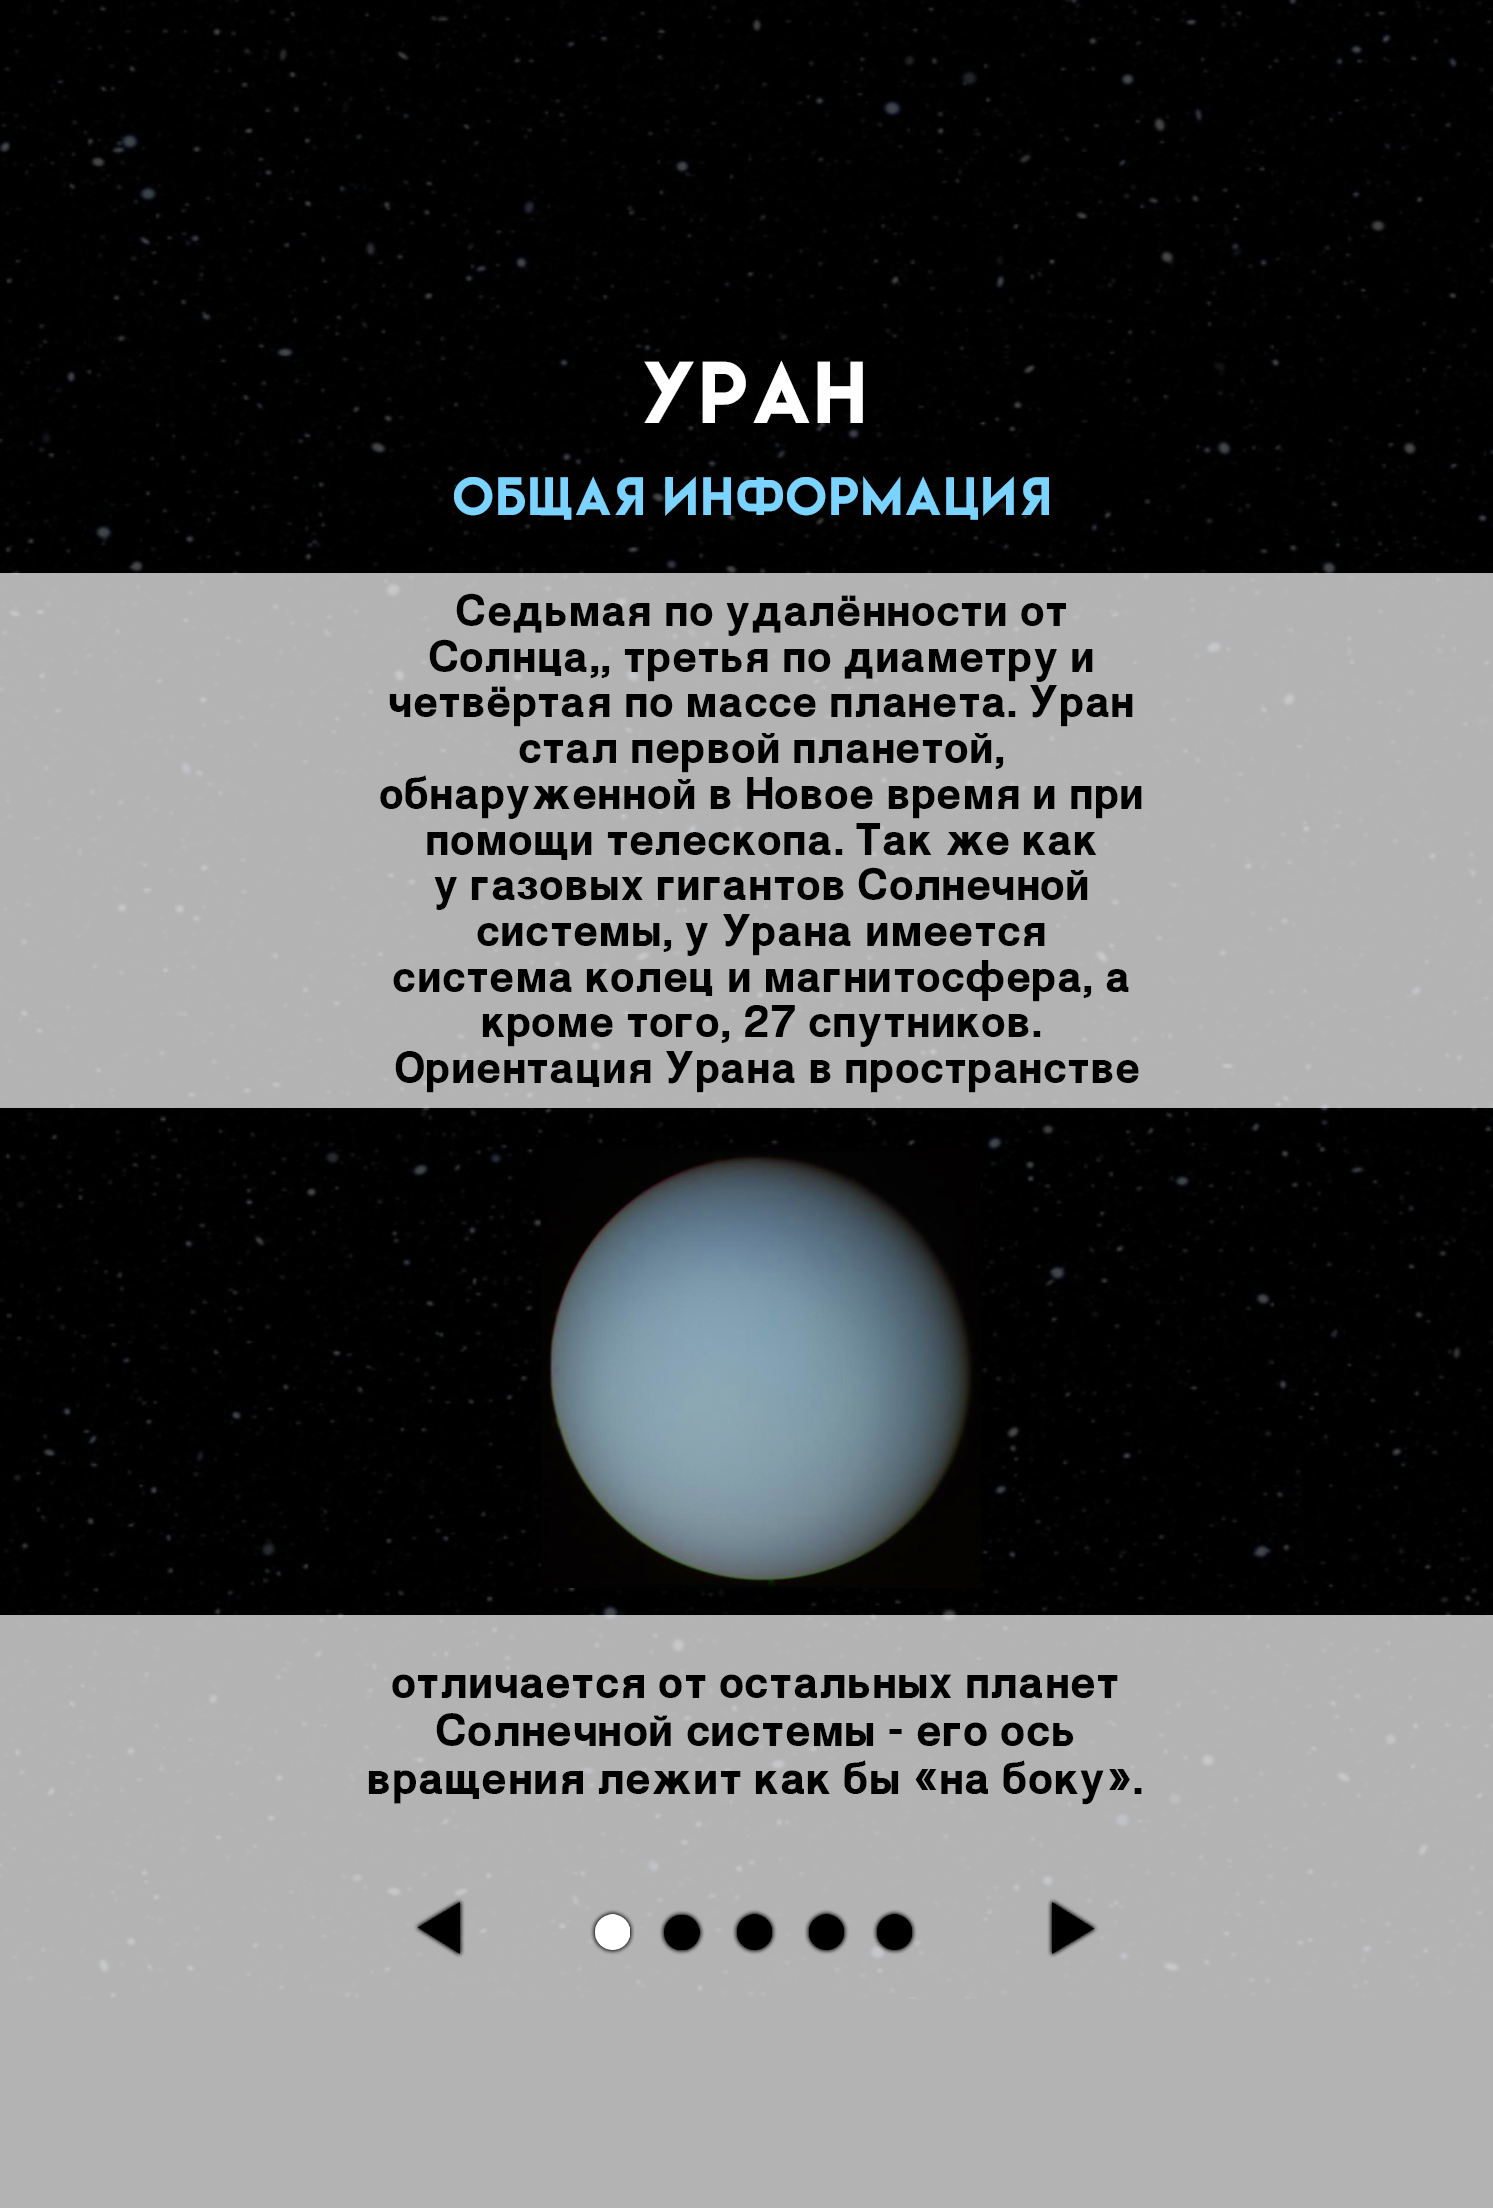 УРАН
ОБЩАЯ ИНФОРМАЦИЯ
Седьмая по удалённости от
Солнца,, третья по диаметру и
четвёртая по массе планета. Уран
стал первой планетой,
обнаруженной в Новое время и при
помощи телескопа. Так же как
у газовых гигантов Солнечной
системы, у Урана имеется
система колец и магнитосфера, а
кроме того, 27 спутников.
Ориентация Урана в пространстве
отличается от остальных планет
Солнечной системы - его ось
вращения лежит как бы «на боку».